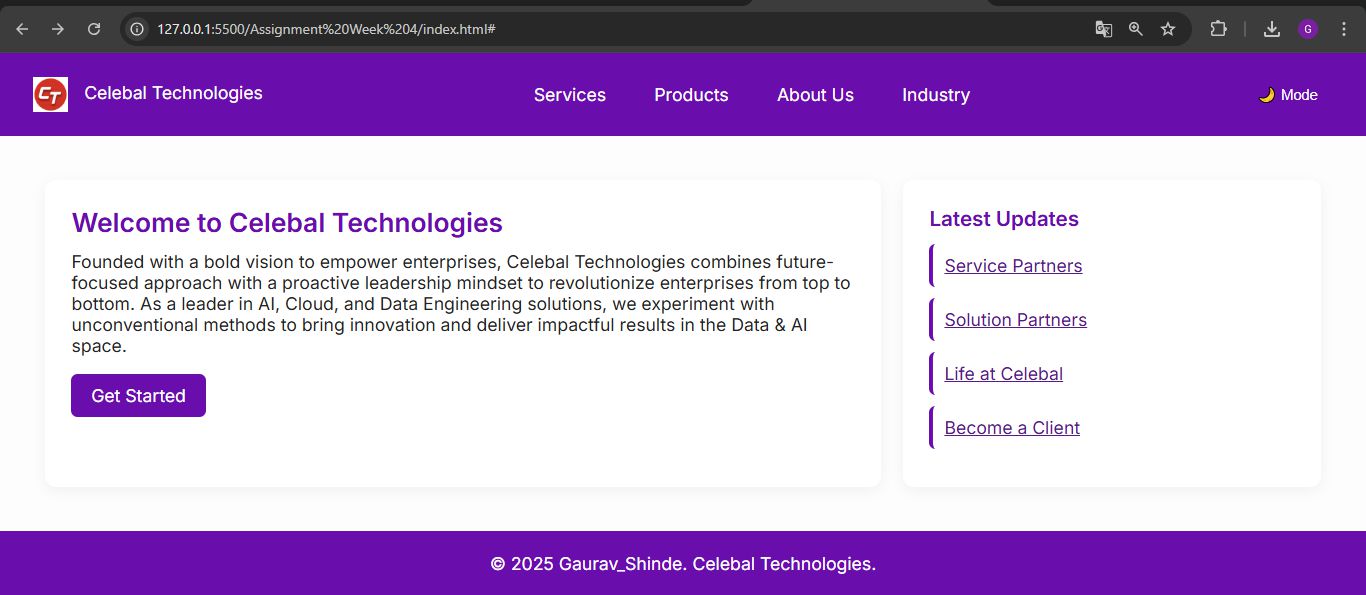 127.0.0.1:5500/Assignment%20Week%204/index.html#
G
CT
Celebal Technologies
Services
Products
About Us
Industry
🌙 Mode
Welcome to Celebal Technologies
Founded with a bold vision to empower enterprises, Celebal Technologies combines future-
focused approach with a proactive leadership mindset to revolutionize enterprises from top to
bottom. As a leader in AI, Cloud, and Data Engineering solutions, we experiment with
unconventional methods to bring innovation and deliver impactful results in the Data & AI
space.
Get Started
Latest Updates
Service Partners
Solution Partners
Life at Celebal
Become a Client
© 2025 Gaurav_Shinde. Celebal Technologies.